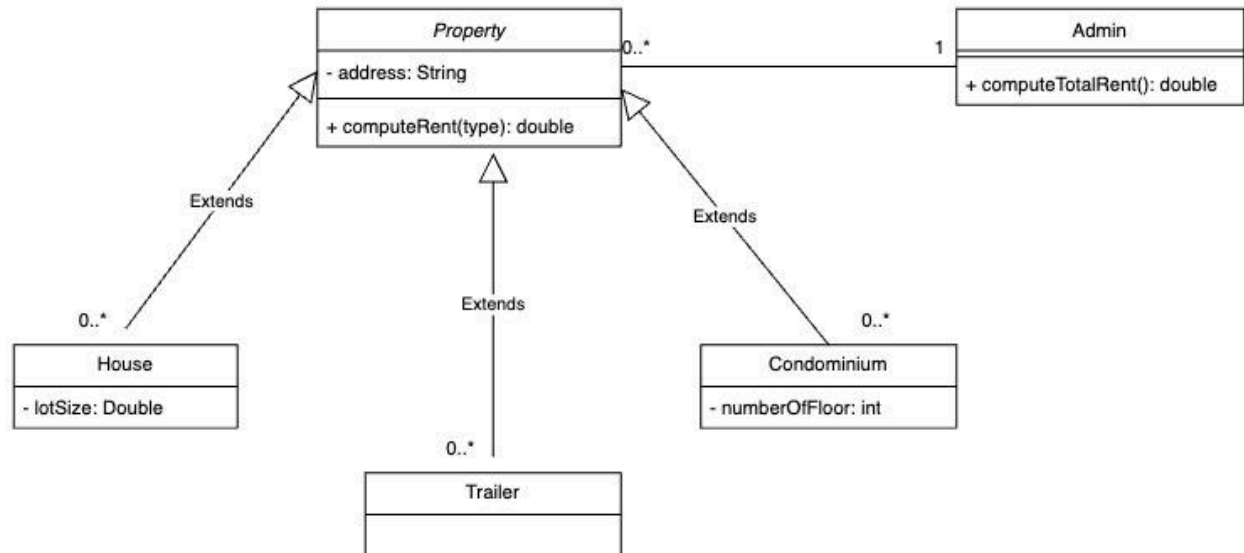 Property
- address: String
+ computeRent(type): double
0..*
1
Admin
+ computeTotalRent(): double
Extends
Extends
Extends
0..*
House
- lotSize: Double
0..*
Trailer
0..*
Condominium
- numberOfFloor: int